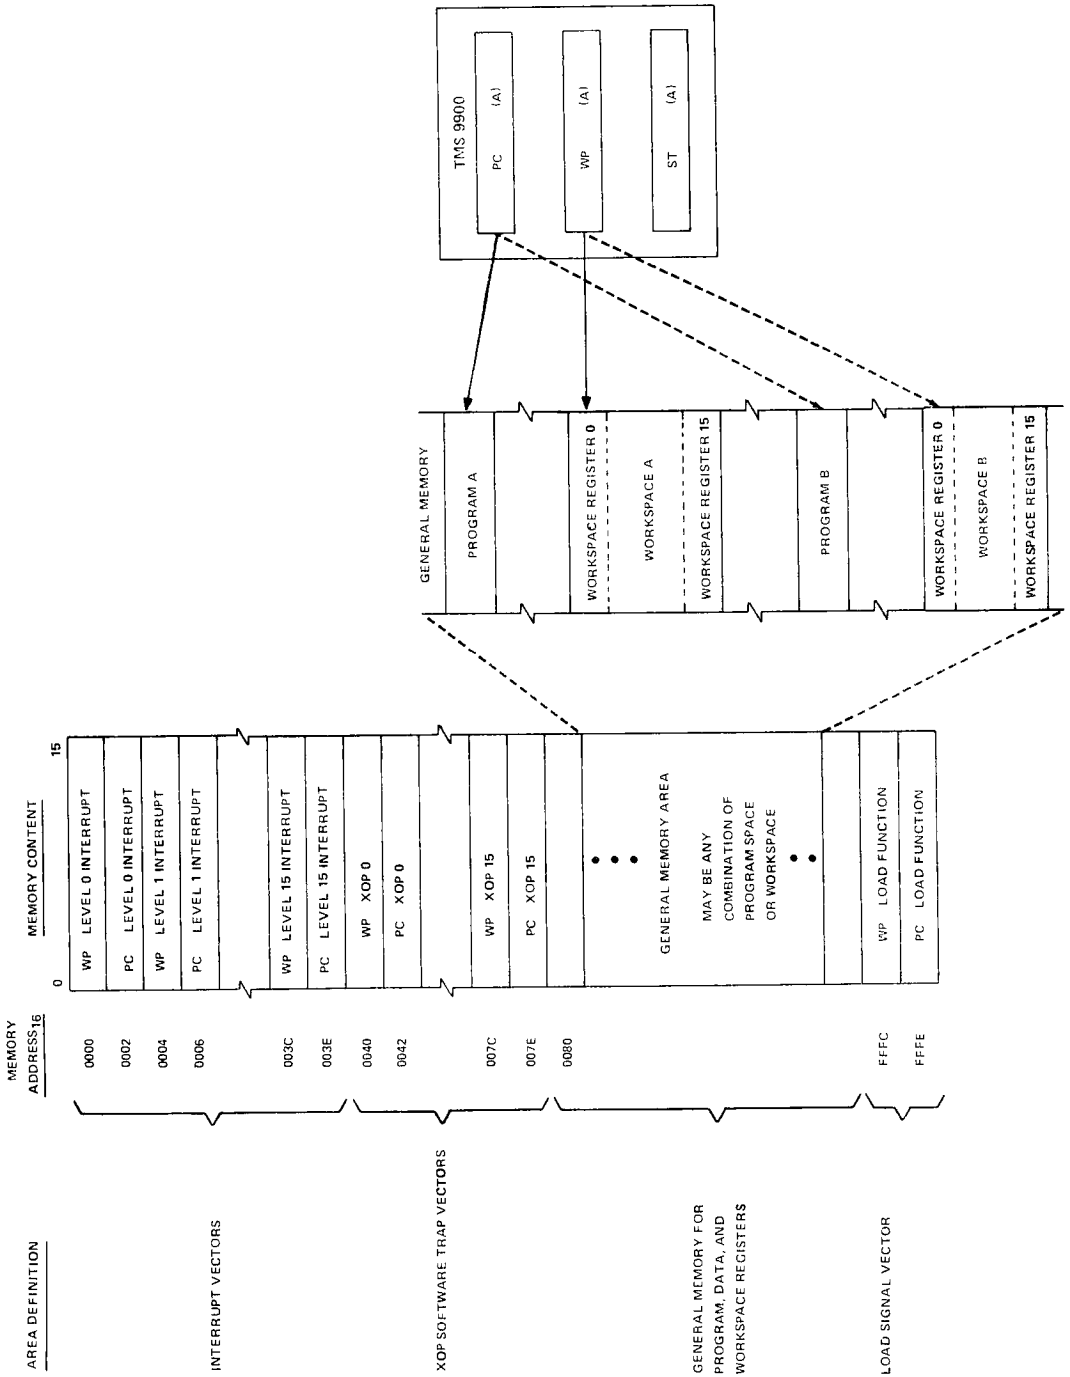 AREA DEFINITION
MEMORY
ADDRESS16
MEMORY CONTENT
0 15
INTERRUPT VECTORS
0000 WP LEVEL 0 INTERRUPT
0002 PC LEVEL 0 INTERRUPT
0004 WP LEVEL 1 INTERRUPT
0006 PC LEVEL 1 INTERRUPT
003C WP LEVEL 15 INTERRUPT
003E PC LEVEL 15 INTERRUPT
XOP SOFTWARE TRAP VECTORS
0040 WP XOP 0
0042 PC XOP 0
007C WP XOP 15
007E PC XOP 15
0080
GENERAL MEMORY FOR
PROGRAM, DATA, AND
WORKSPACE REGISTERS
GENERAL MEMORY AREA
MAY BE ANY
COMBINATION OF
PROGRAM SPACE
OR WORKSPACE
LOAD SIGNAL VECTOR
FFFC WP LOAD FUNCTION
FFFE PC LOAD FUNCTION
GENERAL MEMORY
PROGRAM A
WORKSPACE REGISTER 0
WORKSPACE A
WORKSPACE REGISTER 15
PROGRAM B
WORKSPACE REGISTER 0
WORKSPACE B
WORKSPACE REGISTER 15
TMS 9900
PC (A)
WP (A)
ST (A)